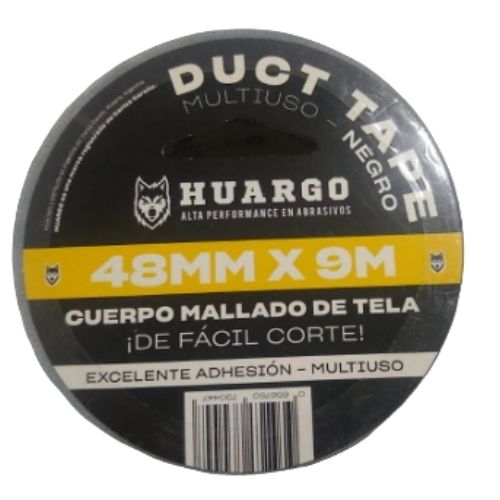 DUCT TAPE
MULTIUSO - NEGRO
HUARGO
ALTA PERFORMANCE EN ABRASIVOS
48MM X 9M
CUERPO MALLADO DE TELA
¡DE FÁCIL CORTE!
EXCELENTE ADHESIÓN – MULTIUSO